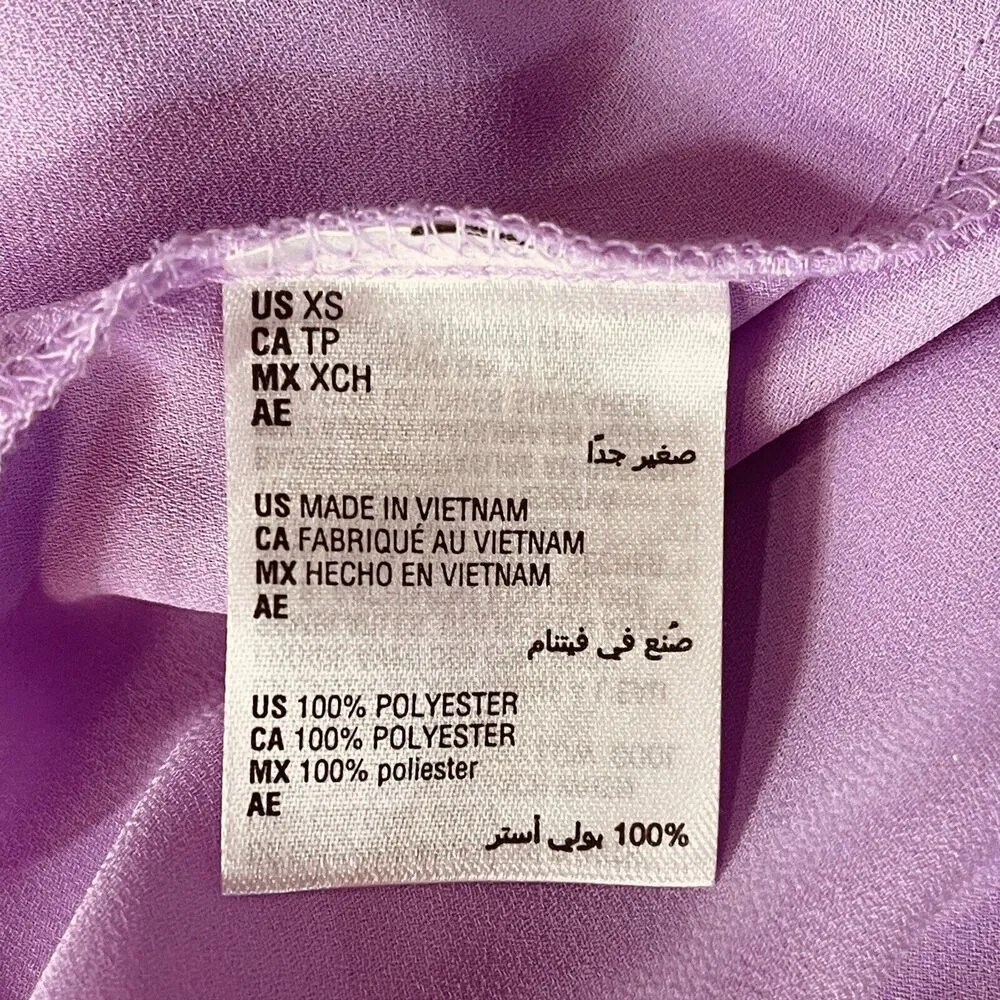 US XS
CA TP
MX XCH
AE
صغير جدًا
US MADE IN VIETNAM
CA FABRIQUÉ AU VIETNAM
MX HECHO EN VIETNAM
AE
صُنع في فيتنام
US 100% POLYESTER
CA 100% POLYESTER
MX 100% poliester
AE
100% بولي أستر